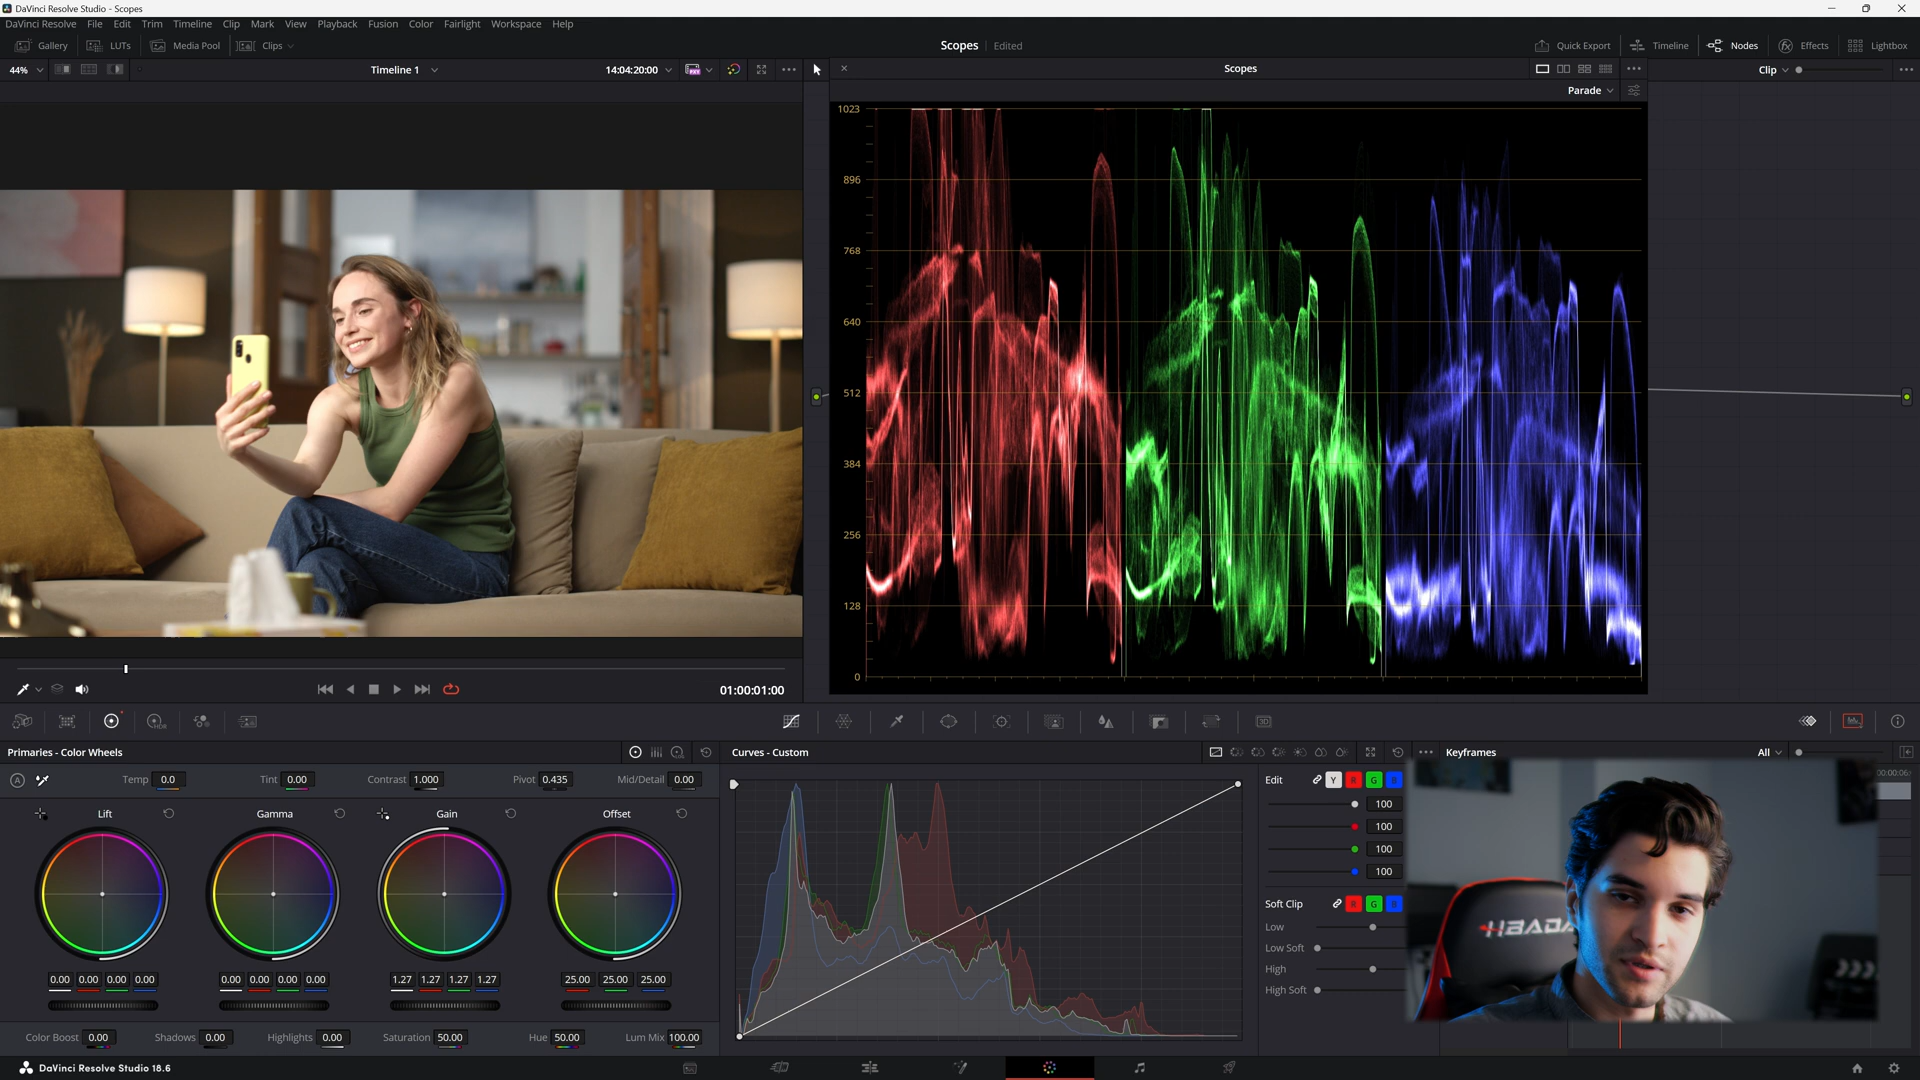 DaVinci Resolve Studio - Scopes
DaVinci Resolve File Edit Trim Timeline Clip Mark View Playback Fusion Color Fairlight Workspace Help
Gallery LUTs Media Pool Clips Scopes Edited Quick Export Timeline Nodes Effects Lightbox
44% Timeline 1 14:04:20:00 Scopes Clip
Parade
1023
896
768
640
512
384
256
128
0
01:00:01:00
Primaries - Color Wheels
Curves - Custom
Keyframes All
Temp 0.0 Tint 0.00 Contrast 1.000 Pivot 0.435 Mid/Detail 0.00
Edit Y R G B
Lift Gamma Gain Offset
100
100
100
100
Soft Clip R G B
Low
Low Soft
High
High Soft
0.00 0.00 0.00 0.00 0.00 0.00 0.00 0.00 1.27 1.27 1.27 1.27 25.00 25.00 25.00
Color Boost 0.00 Shadows 0.00 Highlights 0.00 Saturation 50.00 Hue 50.00 Lum Mix 100.00
HBADA
DaVinci Resolve Studio 18.6